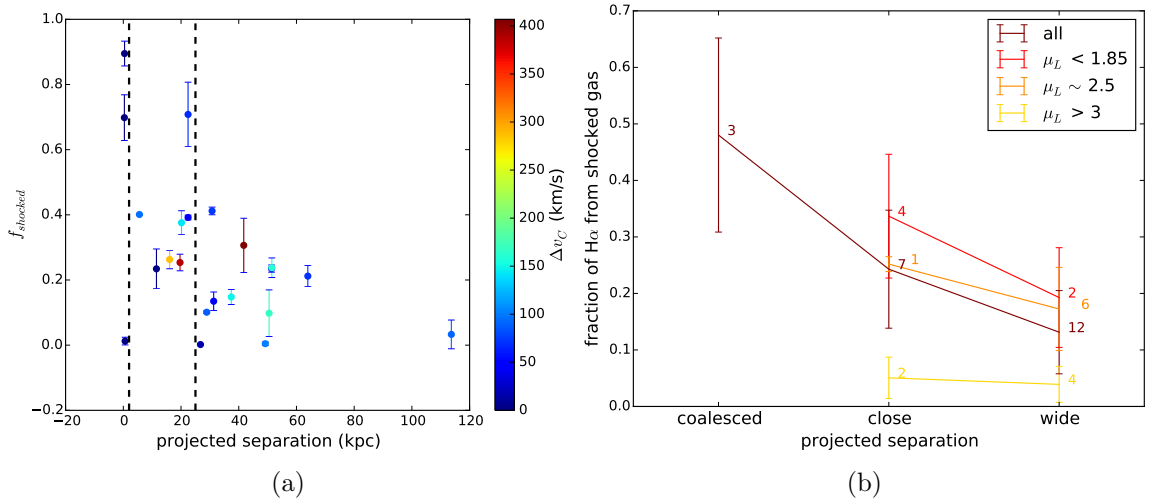 1.0
0.8
0.6
0.4
0.2
0.0
−0.2
f_shocked
−20
0
20
40
60
80
100
120
projected separation (kpc)
400
350
300
250
200
150
100
50
0
Δv_C (km/s)
(a)
0.7
0.6
0.5
0.4
0.3
0.2
0.1
0.0
fraction of Hα from shocked gas
all
μ_L < 1.85
μ_L ∼ 2.5
μ_L > 3
3
4
1
7
2
2
6
12
4
coalesced
close
wide
projected separation
(b)